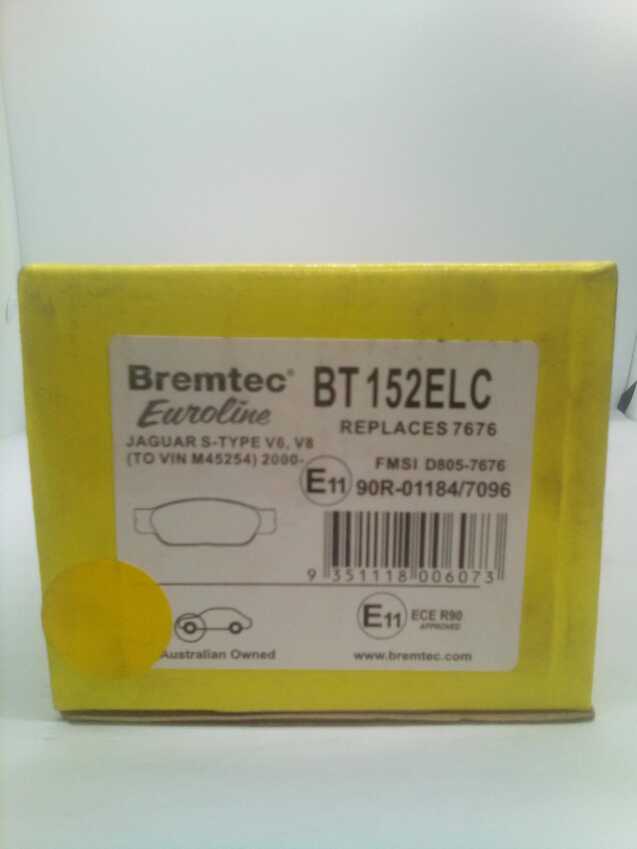 Bremtec®
Euroline
BT152ELC
REPLACES 7676
JAGUAR S-TYPE V6, V8
(TO VIN M45254) 2000-
FMSI D805-7676
E11 90R-01184/7096
9 351118 006073
E11 ECE R90
APPROVED
Australian Owned
www.bremtec.com